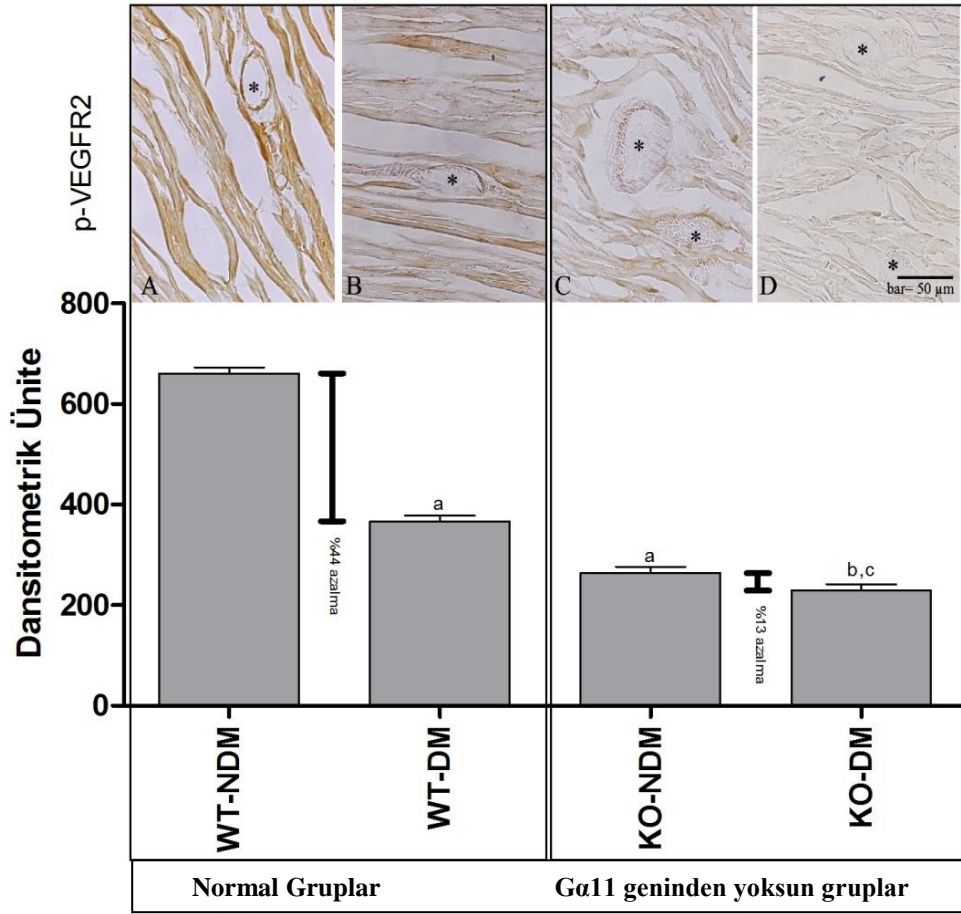 p-VEGFR2
*
*
*
*
*
*
A
B
C
D
bar= 50 µm
Dansitometrik Ünite
800
600
400
200
0
%44 azalma
a
a
%13 azalma
b,c
WT-NDM
WT-DM
KO-NDM
KO-DM
Normal Gruplar
Gα11 geninden yoksun gruplar